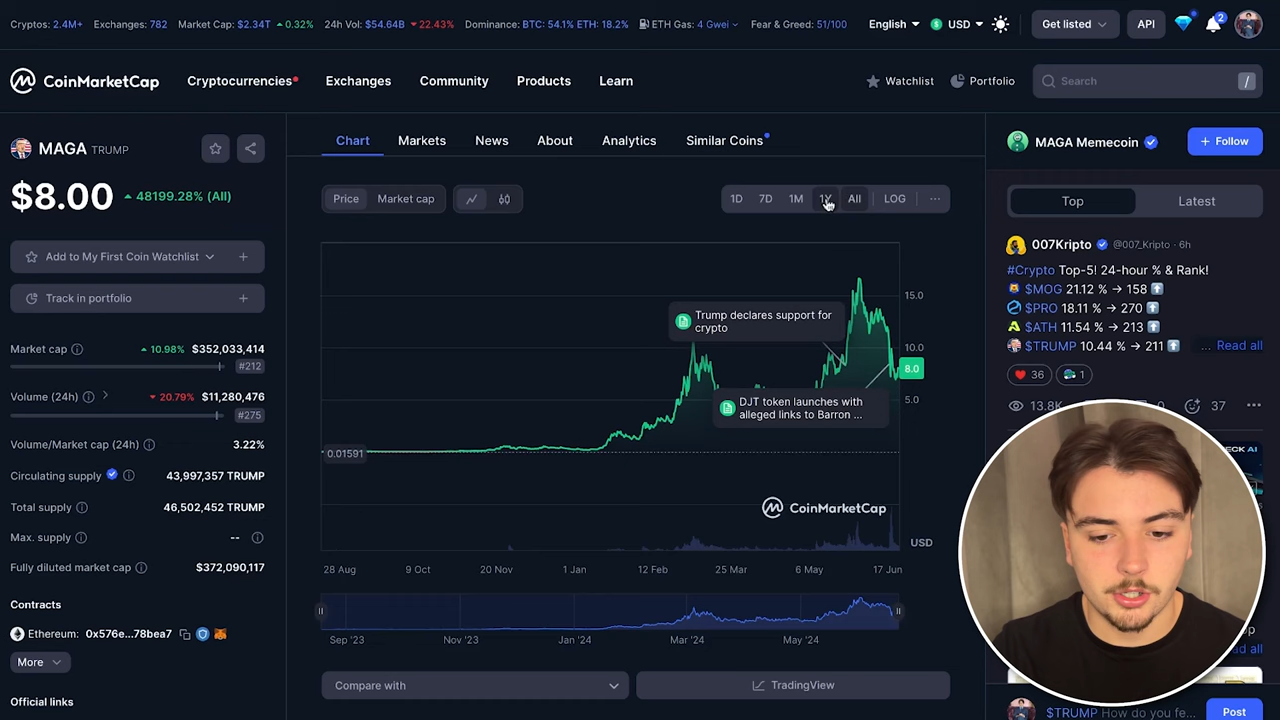 Cryptos: 2.4M+ Exchanges: 782 Market Cap: $2.34T 0.32% 24h Vol: $54.64B 22.43% Dominance: BTC: 54.1% ETH: 18.2% ETH Gas: 4 Gwei Fear & Greed: 51/100 English USD Get listed API 2
CoinMarketCap Cryptocurrencies Exchanges Community Products Learn Watchlist Portfolio Search /
MAGA TRUMP
$8.00 48199.28% (All)
Add to My First Coin Watchlist +
Track in portfolio +
Market cap 10.98% $352,033,414
#212
Volume (24h) 20.79% $11,280,476
#275
Volume/Market cap (24h) 3.22%
Circulating supply 43,997,357 TRUMP
Total supply 46,502,452 TRUMP
Max. supply --
Fully diluted market cap $372,090,117
Contracts
Ethereum: 0x576e...78bea7
More
Official links
Chart Markets News About Analytics Similar Coins
Price Market cap 1D 7D 1M 1Y All LOG ...
15.0
Trump declares support for
crypto
10.0
8.0
DJT token launches with
alleged links to Barron ...
5.0
0.01591
CoinMarketCap
USD
28 Aug 9 Oct 20 Nov 1 Jan 12 Feb 25 Mar 6 May 17 Jun
Sep '23 Nov '23 Jan '24 Mar '24 May '24
Compare with TradingView
MAGA Memecoin + Follow
Top Latest
007Kripto @007_Kripto · 6h
#Crypto Top-5! 24-hour % & Rank!
$MOG 21.12 % → 158
$PRO 18.11 % → 270
$ATH 11.54 % → 213
$TRUMP 10.44 % → 211 ... Read all
36 1
13.8K 37 ...
ECK AI
$TRUMP How do you fe... Post